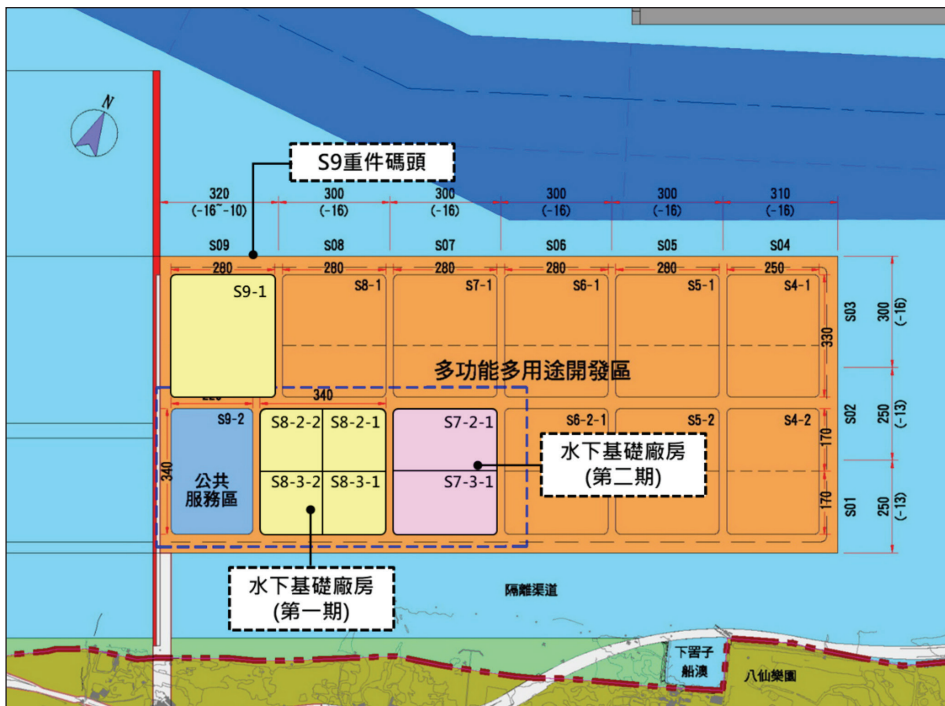 N
S9重件碼頭
320
300
300
300
300
310
(-16~-10)
(-16)
(-16)
(-16)
(-16)
(-16)
S09
S08
S07
S06
S05
S04
280
280
280
280
280
250
S9-1
S8-1
S7-1
S6-1
S5-1
S4-1
330
S03
300
(-16)
多功能多用途開發區
340
S9-2
S8-2-2
S8-2-1
S7-2-1
S6-2-1
S5-2
S4-2
170
S02
250
(-13)
340
公共
服務區
水下基礎廠房
(第二期)
S8-3-2
S8-3-1
S7-3-1
170
S01
250
(-13)
水下基礎廠房
(第一期)
隔離渠道
下罟子
船澳
八仙樂園